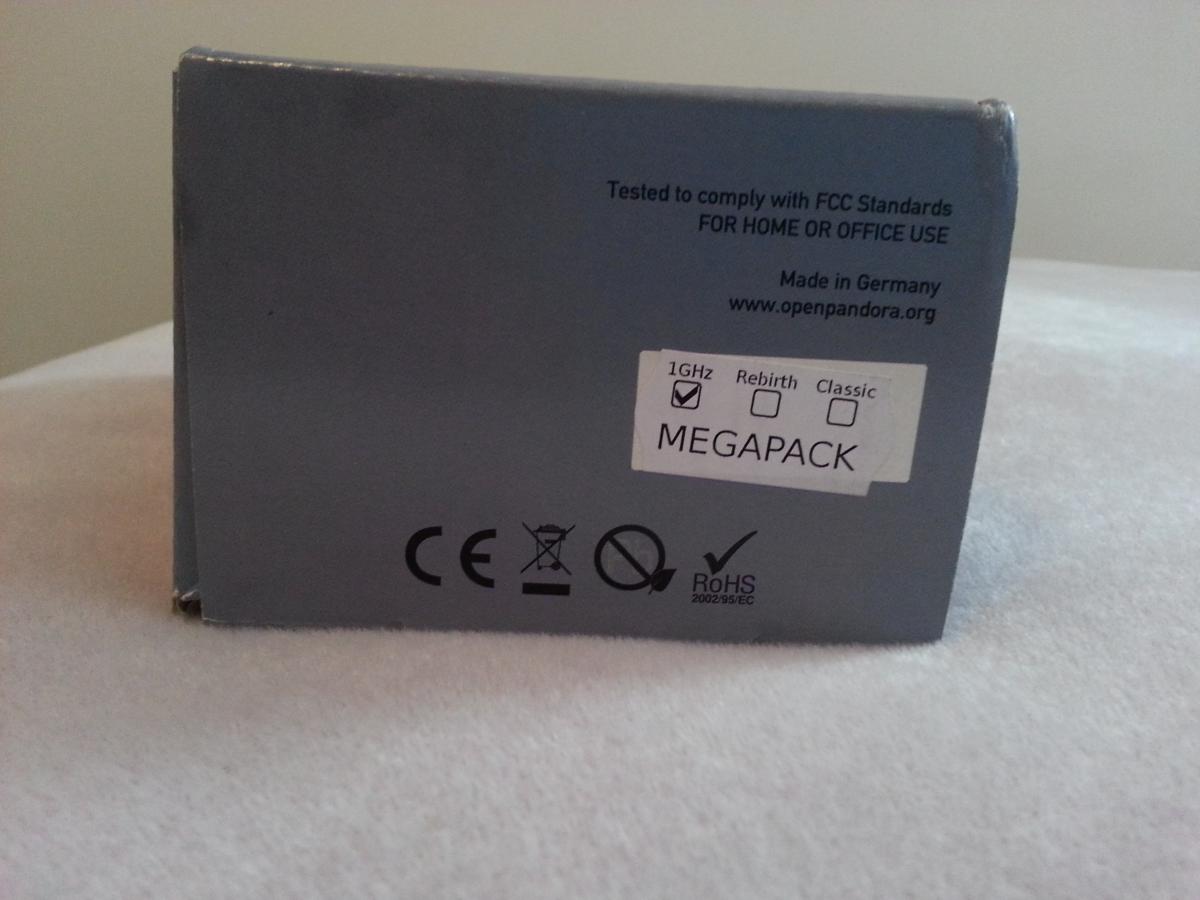 Tested to comply with FCC Standards
FOR HOME OR OFFICE USE
Made in Germany
www.openpandora.org
1GHz Rebirth Classic
MEGAPACK
CE
RoHS
2002/95/EC